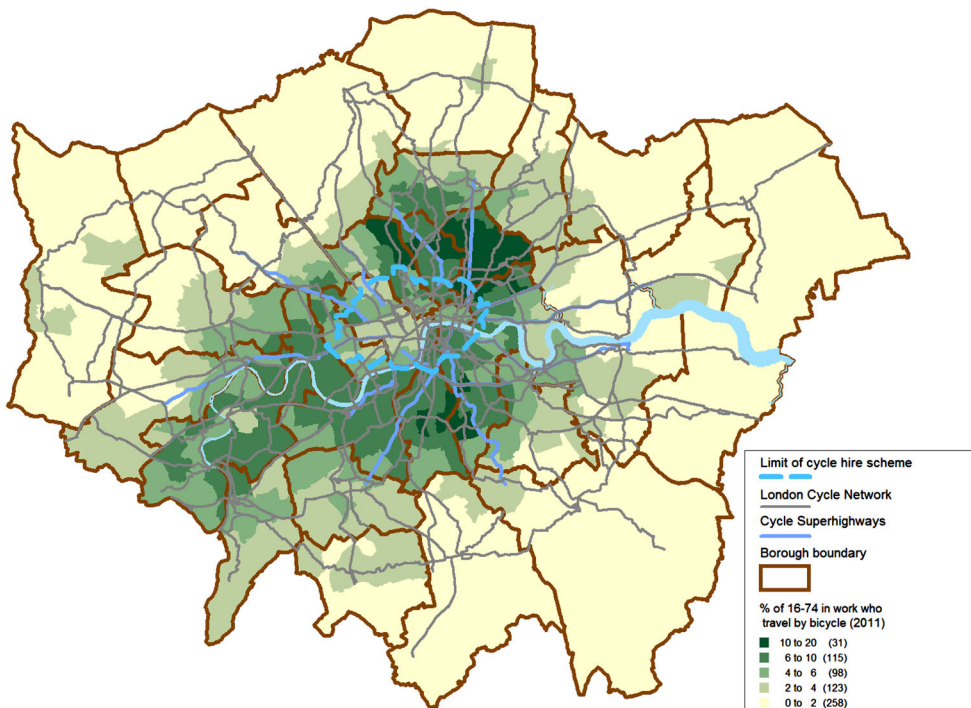 Limit of cycle hire scheme
London Cycle Network
Cycle Superhighways
Borough boundary
% of 16-74 in work who
travel by bicycle (2011)
10 to 20 (31)
6 to 10 (115)
4 to 6 (98)
2 to 4 (123)
0 to 2 (258)